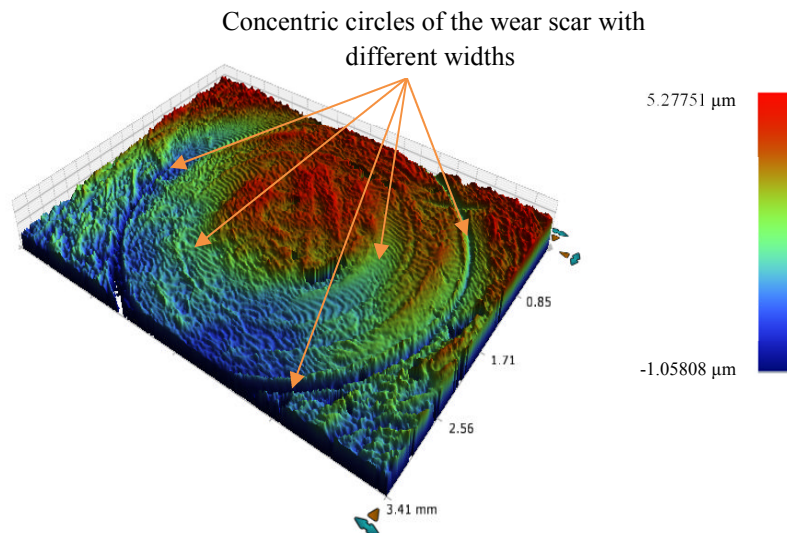 Concentric circles of the wear scar with
different widths
5.27751 μm
-1.05808 μm
0.85
1.71
2.56
3.41 mm